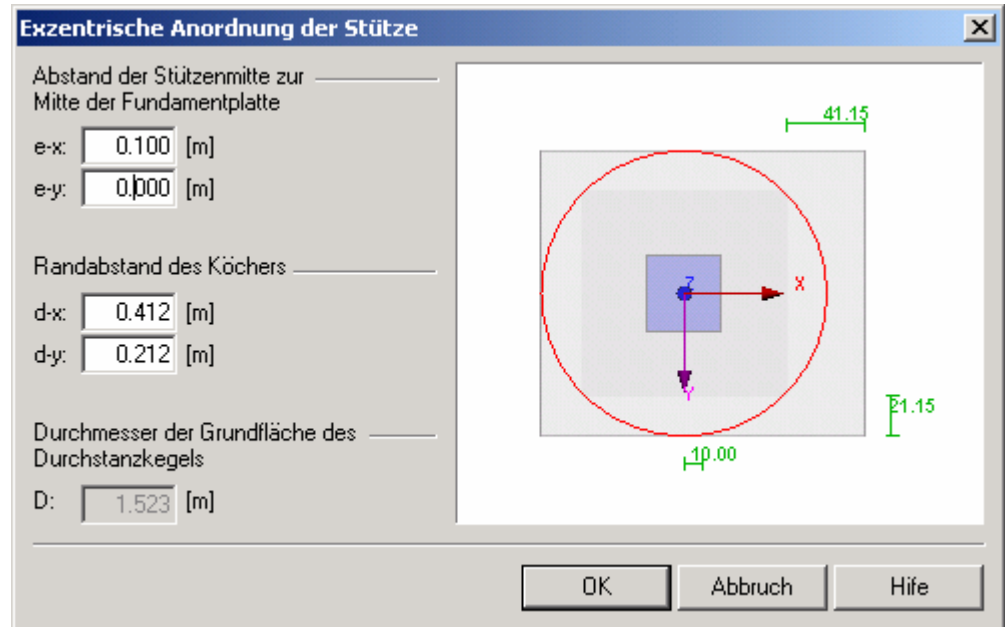 Exzentrische Anordnung der Stütze
Abstand der Stützenmitte zur
Mitte der Fundamentplatte
e-x: 0.100 [m]
e-y: 0.000 [m]
Randabstand des Köchers
d-x: 0.412 [m]
d-y: 0.212 [m]
Durchmesser der Grundfläche des
Durchstanzkegels
D: 1.523 [m]
41.15
Z
X
Y
21.15
10.00
OK
Abbruch
Hife